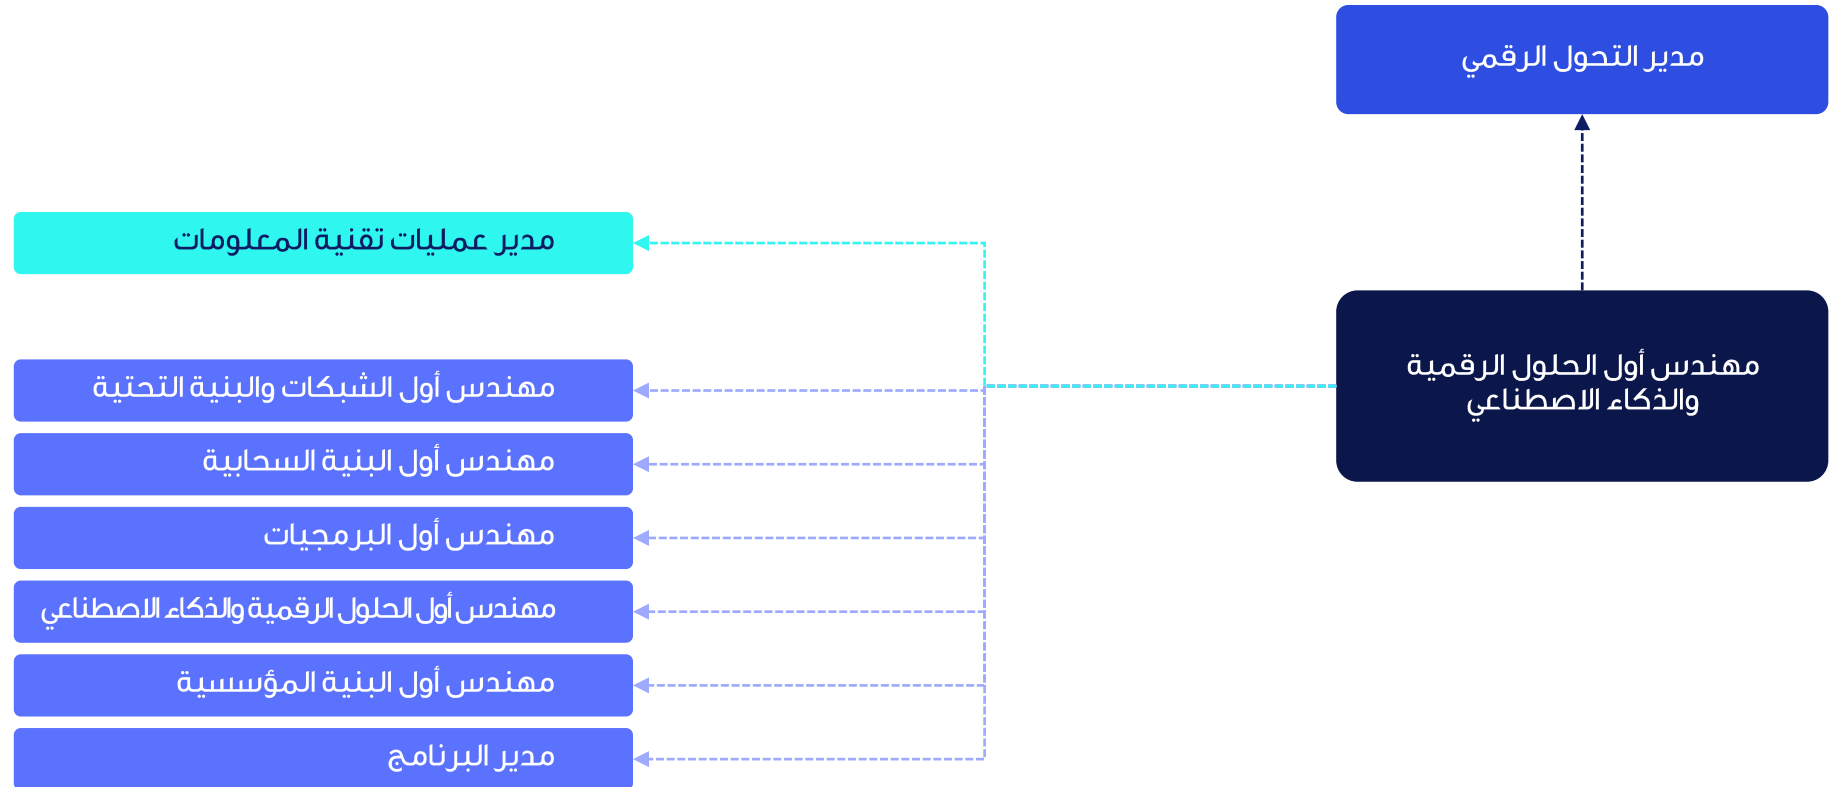 مدير التحول الرقمي
مهندس أول الحلول الرقمية
والذكاء الاصطناعي
مدير عمليات تقنية المعلومات
مهندس أول الشبكات والبنية التحتية
مهندس أول البنية السحابية
مهندس أول البرمجيات
مهندس أول الحلول الرقمية والذكاء الاصطناعي
مهندس أول البنية المؤسسية
مدير البرنامج